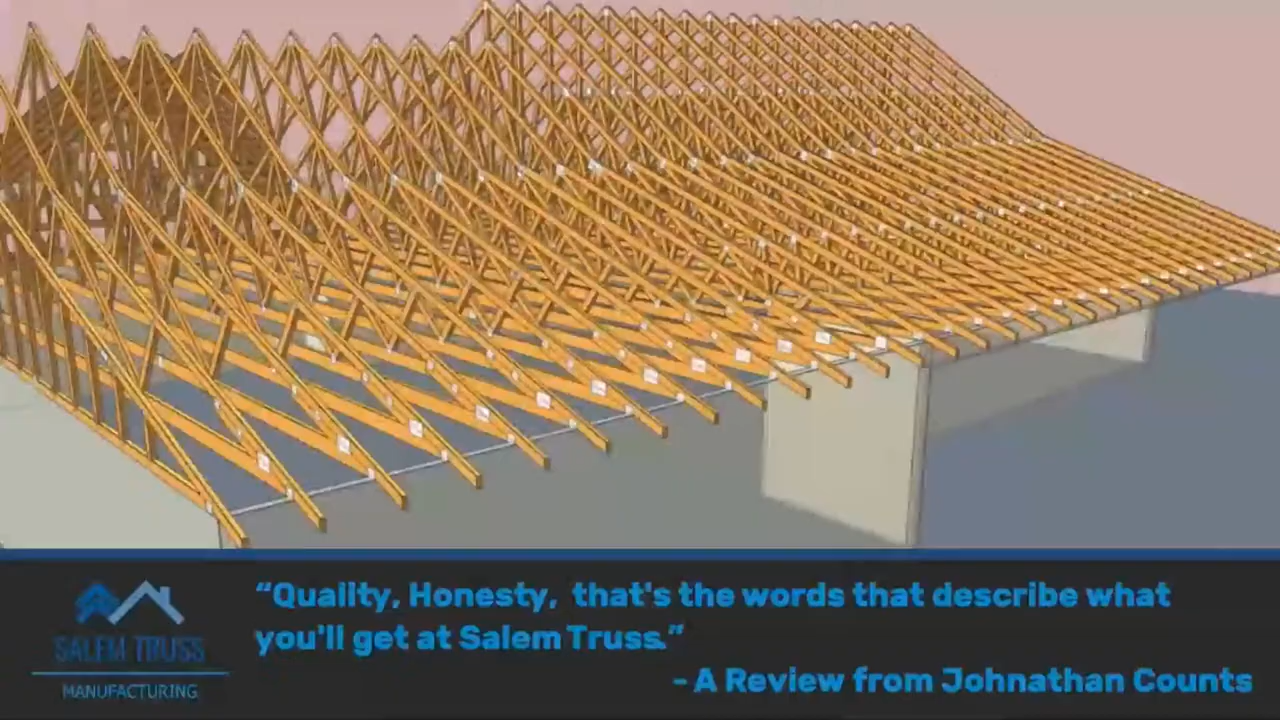 “Quality, Honesty, that's the words that describe what
you'll get at Salem Truss.”
- A Review from Johnathan Counts
SALEM TRUSS
MANUFACTURING